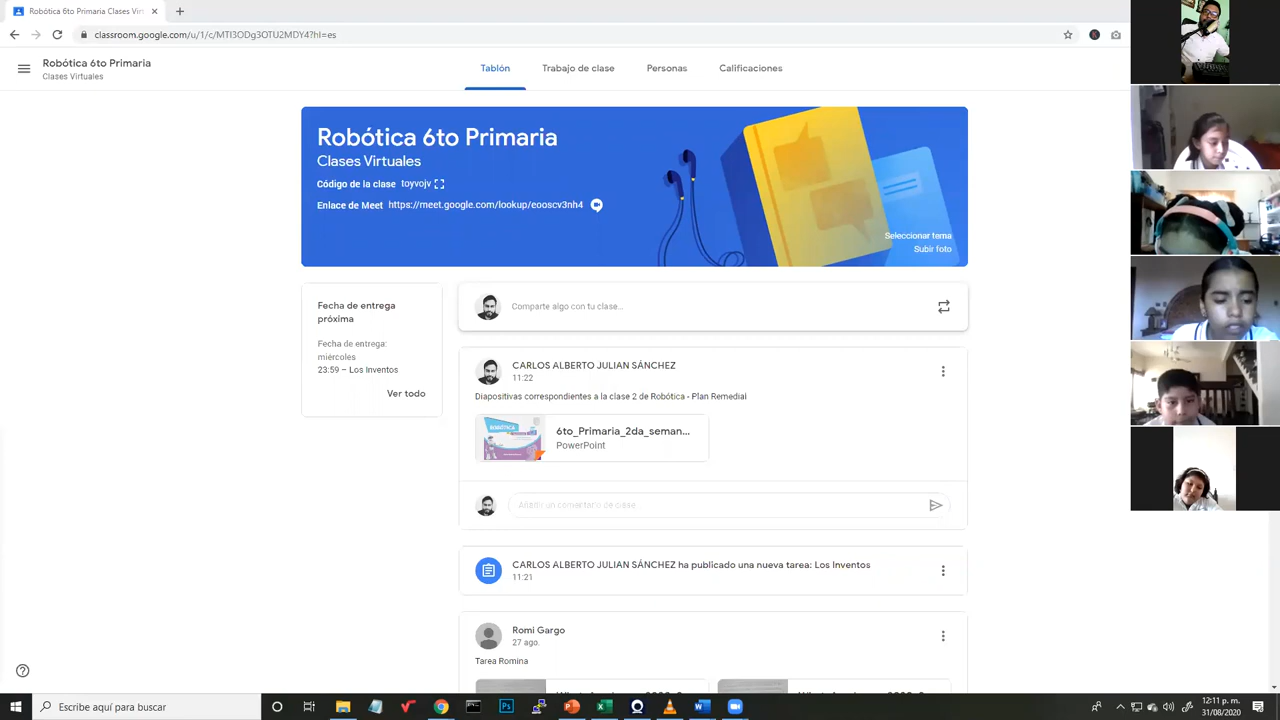 Robótica 6to Primaria Clases Virt
classroom.google.com/u/1/c/MTI3ODg3OTU2MDY4?hl=es
Robótica 6to Primaria
Clases Virtuales
Tablón
Trabajo de clase
Personas
Calificaciones
Robótica 6to Primaria
Clases Virtuales
Código de la clase toyvojv
Enlace de Meet https://meet.google.com/lookup/eooscv3nh4
Seleccionar tema
Subir foto
Fecha de entrega
próxima
Fecha de entrega:
miércoles
23:59 – Los Inventos
Ver todo
Comparte algo con tu clase...
CARLOS ALBERTO JULIAN SÁNCHEZ
11:22
Diapositivas correspondientes a la clase 2 de Robótica - Plan Remedial
ROBÓTICA
6to_Primaria_2da_seman...
PowerPoint
Añadir un comentario de clase
CARLOS ALBERTO JULIAN SÁNCHEZ ha publicado una nueva tarea: Los Inventos
11:21
Romi Gargo
27 ago.
Tarea Romina
Escribe aquí para buscar
12:11 p. m.
31/08/2020